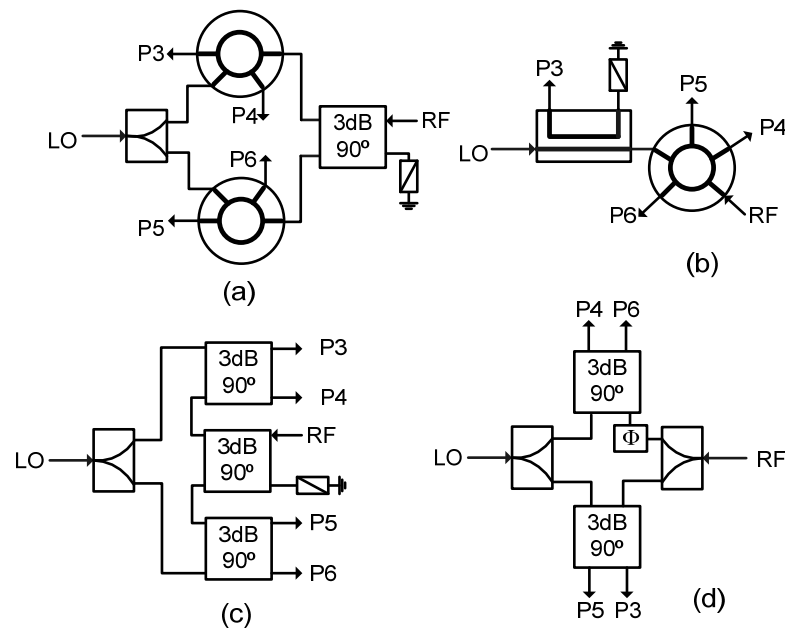 P3
P4
LO
3dB
90º
RF
P6
P5
(a)
P3
P5
P4
LO
P6
RF
(b)
3dB
90º
P3
P4
LO
3dB
90º
RF
3dB
90º
P5
P6
(c)
P4 P6
3dB
90º
LO
Φ
RF
3dB
90º
P5 P3
(d)